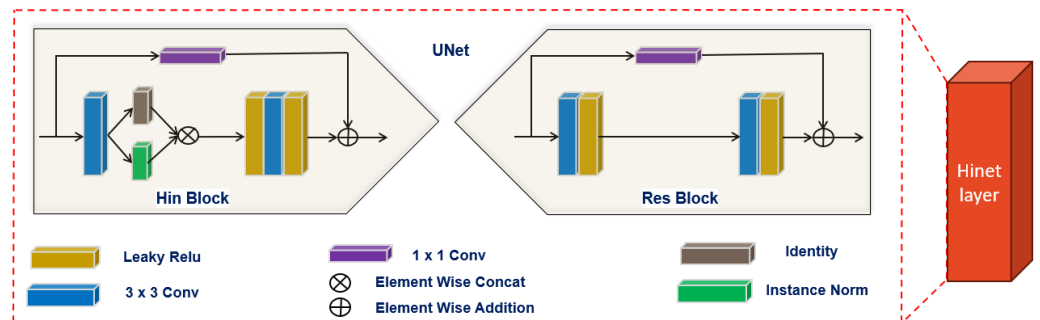 UNet
Hin Block
Res Block
Hinet
layer
Leaky Relu
1 x 1 Conv
Identity
3 x 3 Conv
Element Wise Concat
Instance Norm
Element Wise Addition